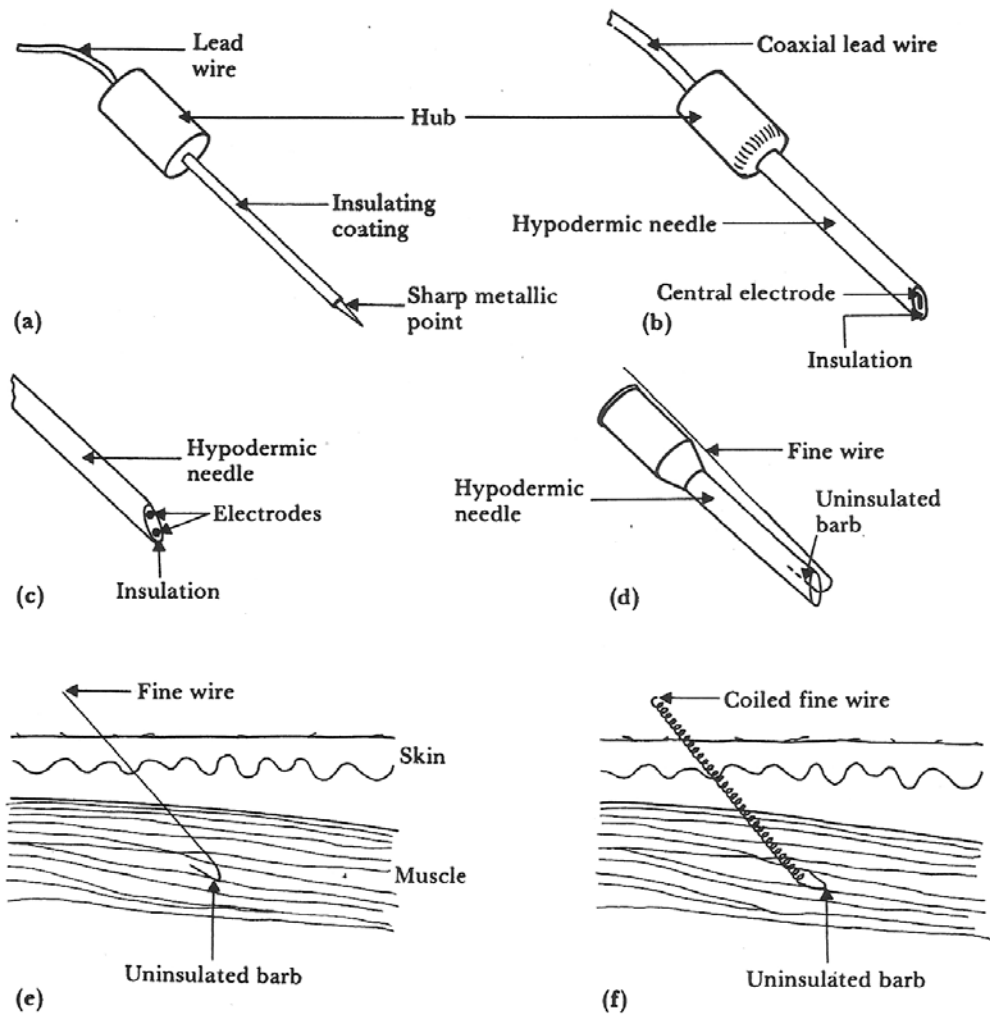 Lead
wire
Coaxial lead wire
Hub
Insulating
coating
Hypodermic needle
Sharp metallic
point
Central electrode
(a)
(b)
Insulation
Hypodermic
needle
Electrodes
Insulation
(c)
Fine wire
Hypodermic
needle
Uninsulated
barb
(d)
Fine wire
Skin
Muscle
Uninsulated barb
(e)
Coiled fine wire
Uninsulated barb
(f)